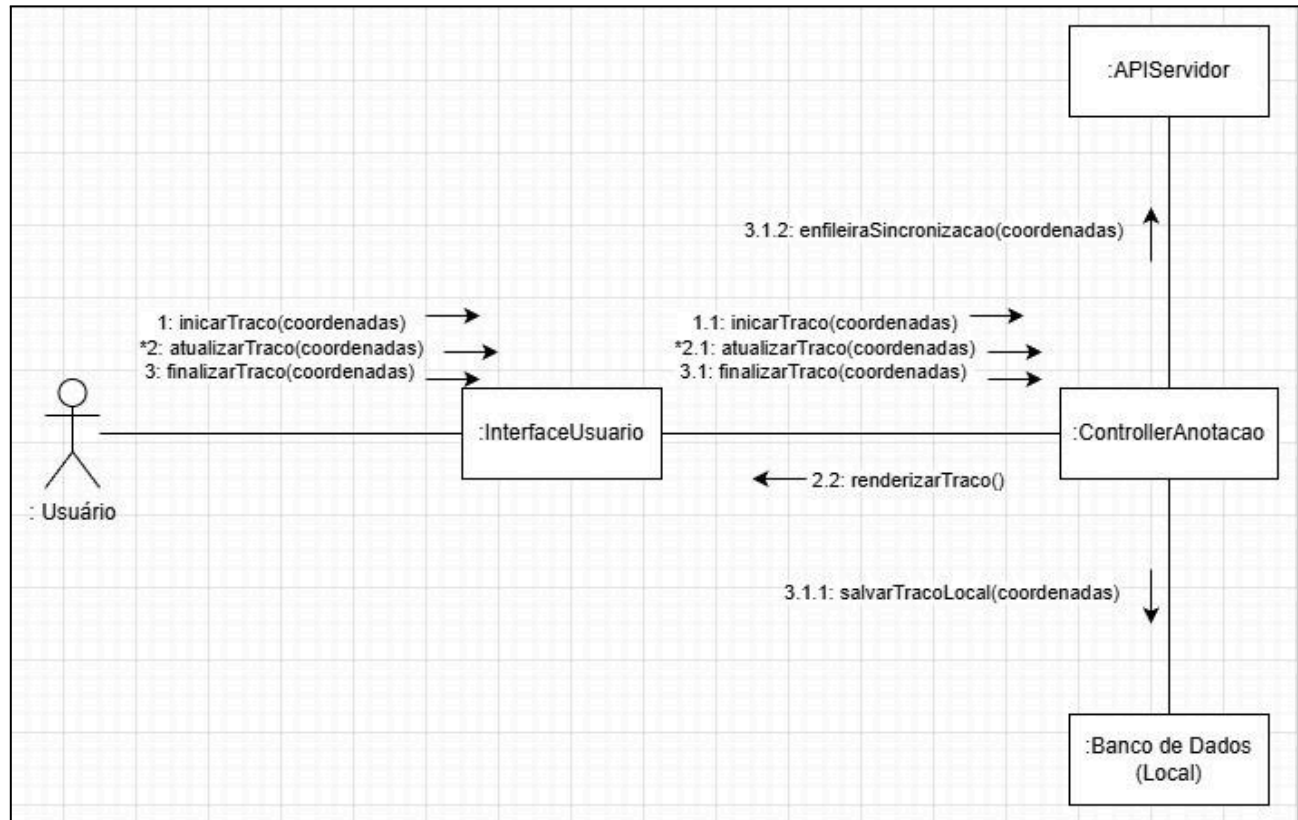 :APIServidor
3.1.2: enfileiraSincronizacao(coordenadas)
1: inicarTraco(coordenadas)
*2: atualizarTraco(coordenadas)
3: finalizarTraco(coordenadas)
1.1: inicarTraco(coordenadas)
*2.1: atualizarTraco(coordenadas)
3.1: finalizarTraco(coordenadas)
: Usuário
:InterfaceUsuario
:ControllerAnotacao
2.2: renderizarTraco()
3.1.1: salvarTracoLocal(coordenadas)
:Banco de Dados
(Local)